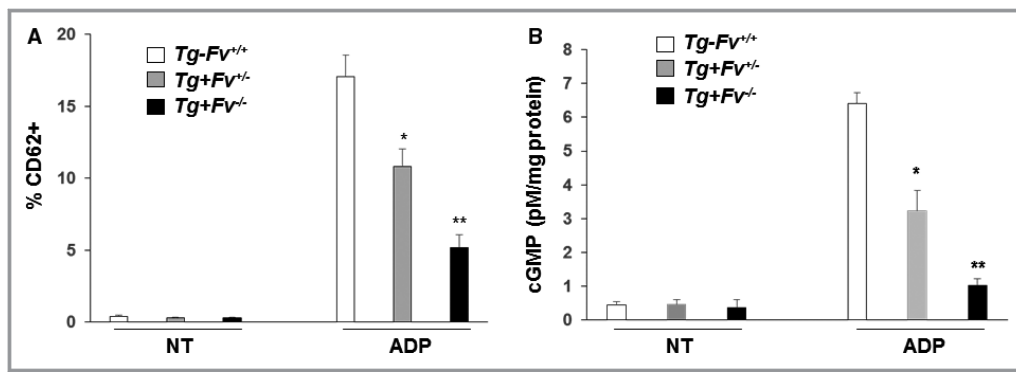 A
% CD62+
20
15
10
5
0
Tg-Fv+/+
Tg+Fv+/-
Tg+Fv-/-
*
**
NT
ADP
B
cGMP (pM/mg protein)
8
7
6
5
4
3
2
1
0
Tg-Fv+/+
Tg+Fv+/-
Tg+Fv-/-
*
**
NT
ADP